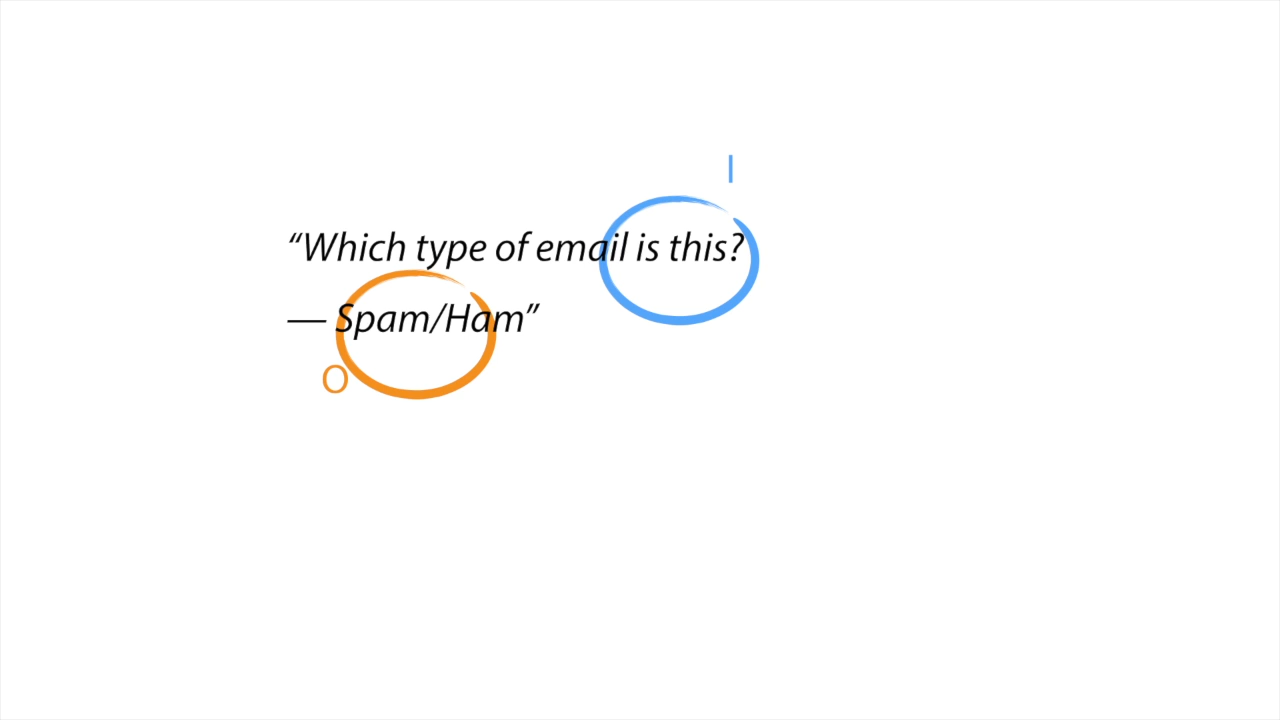 I
“Which type of email is this?
— Spam/Ham”
O